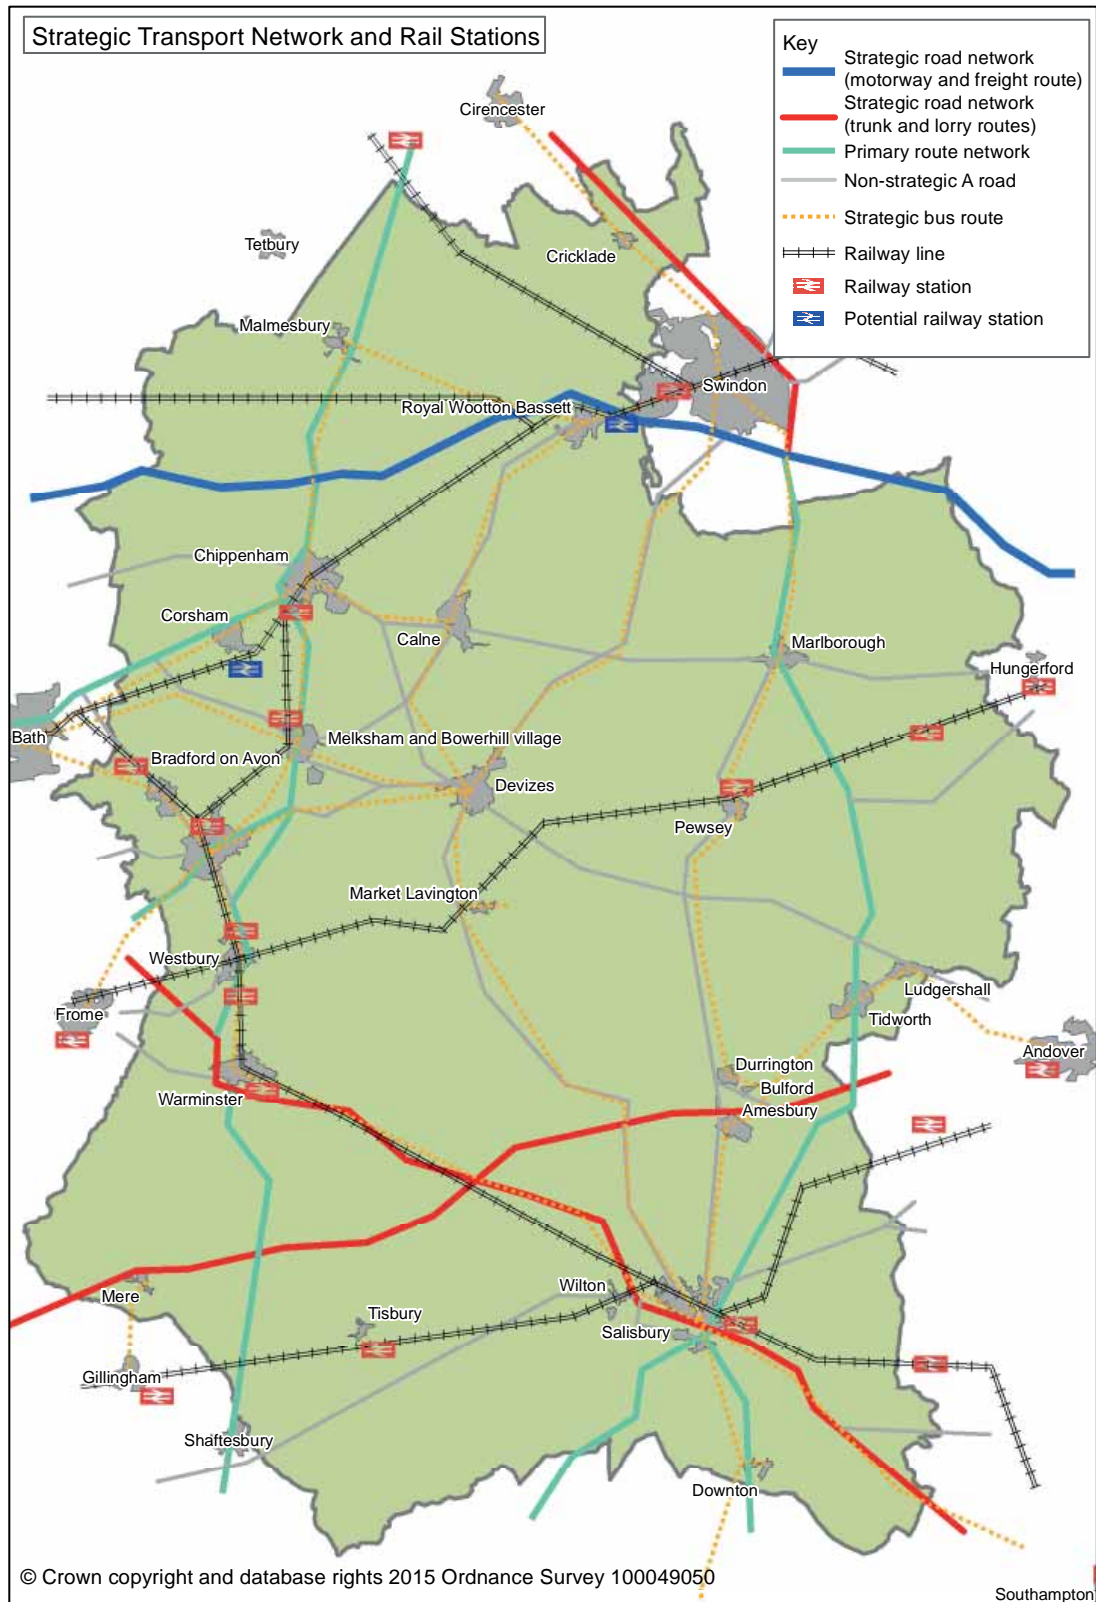 Strategic Transport Network and Rail Stations
Key
Strategic road network
(motorway and freight route)
Strategic road network
(trunk and lorry routes)
Primary route network
Non-strategic A road
Strategic bus route
Railway line
Railway station
Potential railway station
Cirencester
Tetbury
Cricklade
Malmesbury
Swindon
Royal Wootton Bassett
Chippenham
Corsham
Calne
Marlborough
Hungerford
Bath
Melksham and Bowerhill village
Bradford on Avon
Devizes
Pewsey
Market Lavington
Westbury
Ludgershall
Frome
Tidworth
Andover
Durrington
Bulford
Warminster
Amesbury
Mere
Wilton
Tisbury
Salisbury
Gillingham
Shaftesbury
Downton
© Crown copyright and database rights 2015 Ordnance Survey 100049050
Southampton